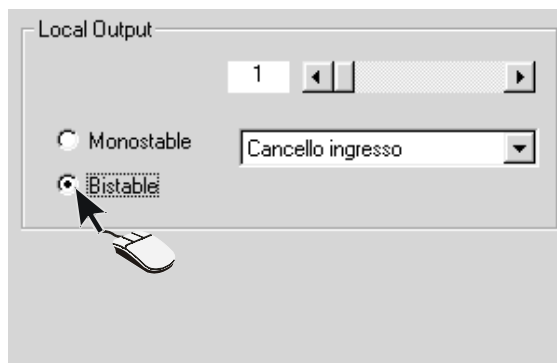 Local Output
1
Monostable
Cancello ingresso
Bistable